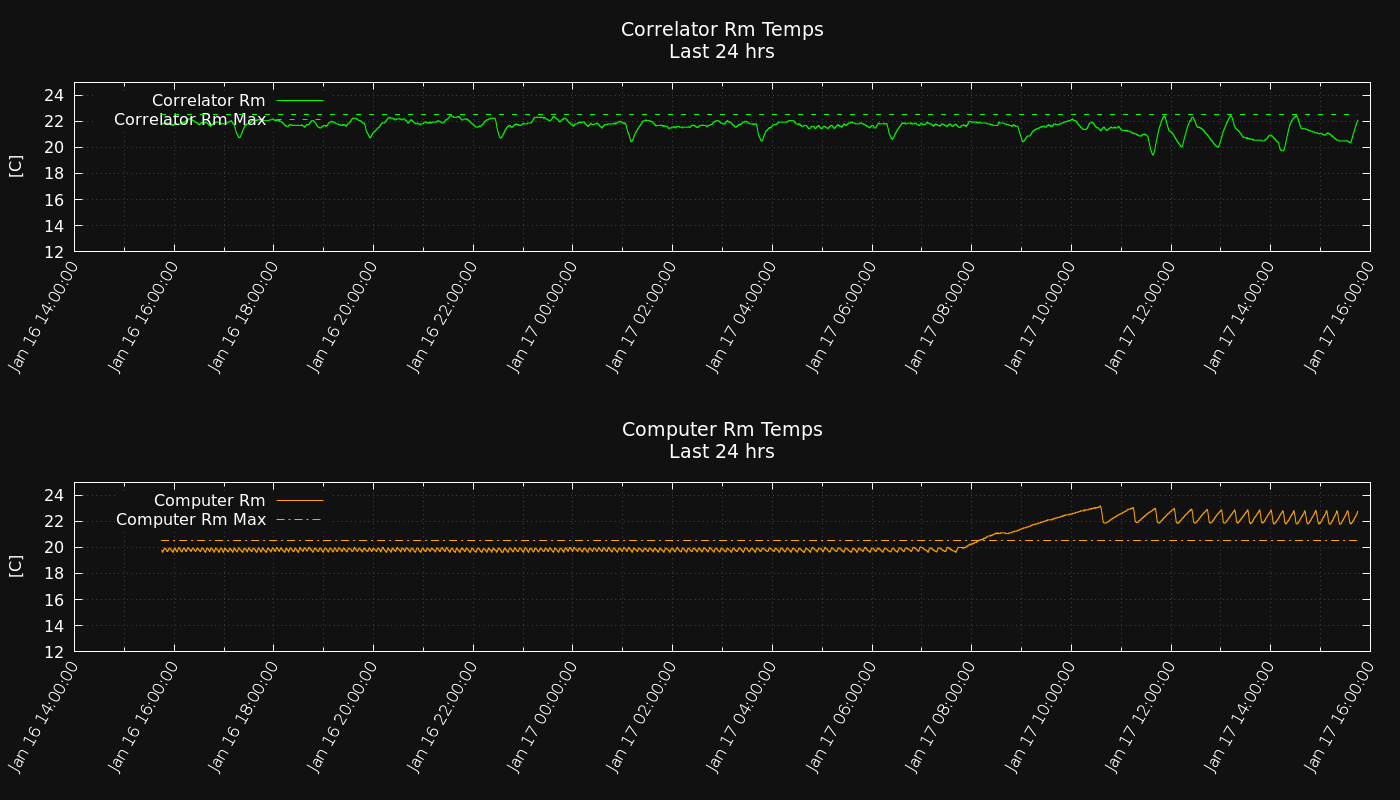 Correlator Rm Temps
Last 24 hrs
Correlator Rm
Correlator Rm Max
24
22
20
18
16
14
12
[C]
Jan 16 14:00:00
Jan 16 16:00:00
Jan 16 18:00:00
Jan 16 20:00:00
Jan 16 22:00:00
Jan 17 00:00:00
Jan 17 02:00:00
Jan 17 04:00:00
Jan 17 06:00:00
Jan 17 08:00:00
Jan 17 10:00:00
Jan 17 12:00:00
Jan 17 14:00:00
Jan 17 16:00:00
Computer Rm Temps
Last 24 hrs
Computer Rm
Computer Rm Max
24
22
20
18
16
14
12
[C]
Jan 16 14:00:00
Jan 16 16:00:00
Jan 16 18:00:00
Jan 16 20:00:00
Jan 16 22:00:00
Jan 17 00:00:00
Jan 17 02:00:00
Jan 17 04:00:00
Jan 17 06:00:00
Jan 17 08:00:00
Jan 17 10:00:00
Jan 17 12:00:00
Jan 17 14:00:00
Jan 17 16:00:00